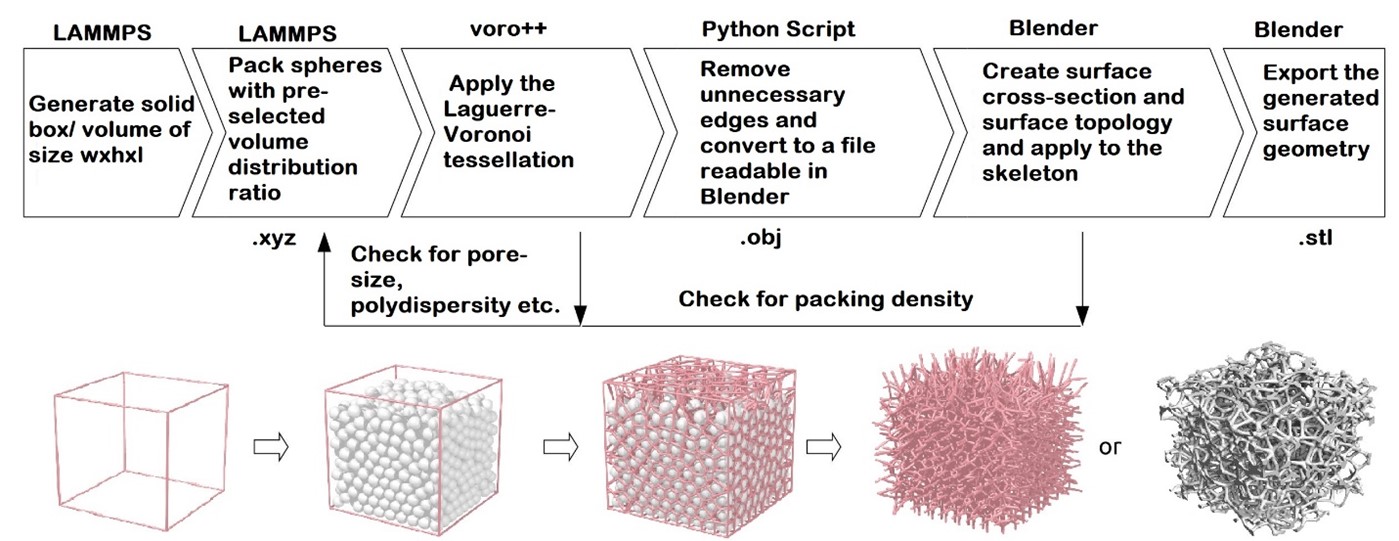 LAMMPS
Generate solid
box/ volume of
size wxhxl
LAMMPS
Pack spheres
with pre-
selected
volume
distribution
ratio
voro++
Apply the
Laguerre-
Voronoi
tessellation
Python Script
Remove
unnecessary
edges and
convert to a file
readable in
Blender
Blender
Create surface
cross-section and
surface topology
and apply to the
skeleton
Blender
Export the
generated
surface
geometry
.xyz
Check for pore-
size,
polydispersity etc.
.obj
Check for packing density
.stl
or